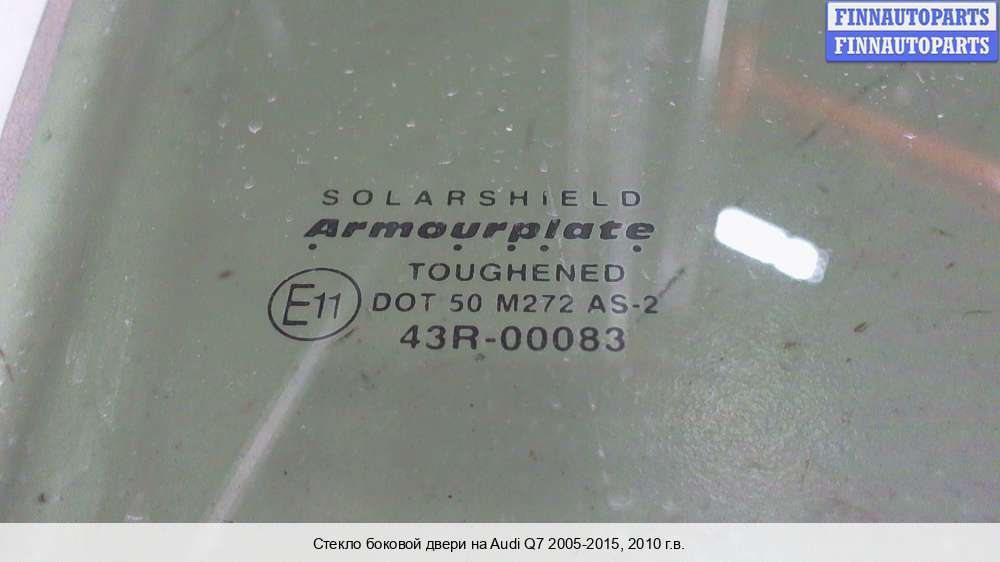 FINNAUTOPARTS
FINNAUTOPARTS
SOLARSHIELD
Armourplate
TOUGHENED
E11 DOT 50 M272 AS-2
43R-00083
Стекло боковой двери на Audi Q7 2005-2015, 2010 г.в.